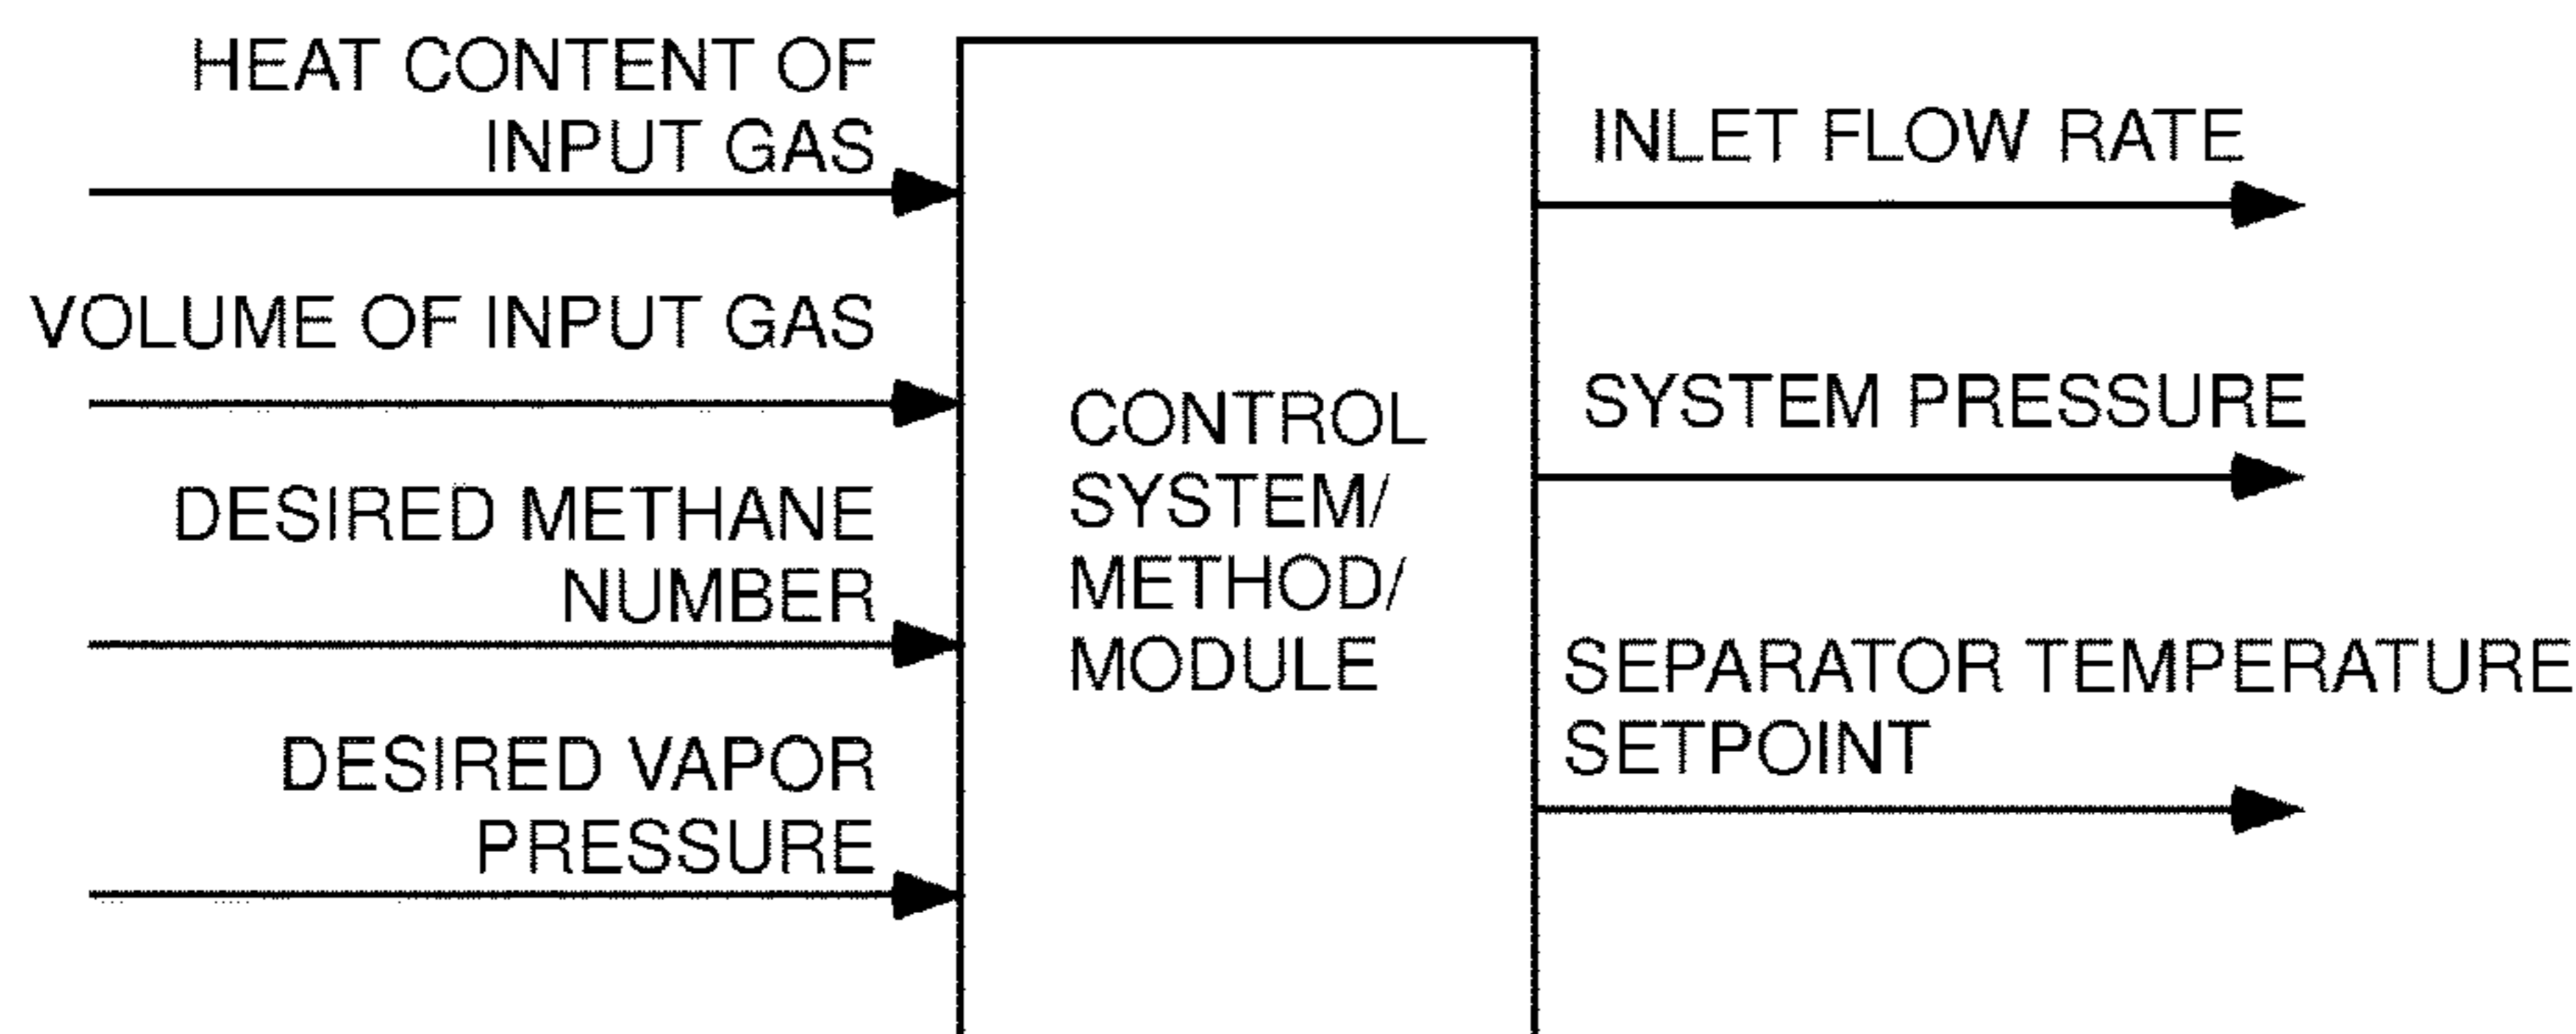 HEAT CONTENT OF
INPUT GAS
VOLUME OF INPUT GAS
DESIRED METHANE
NUMBER
DESIRED VAPOR
PRESSURE
CONTROL
SYSTEM/
METHOD/
MODULE
INLET FLOW RATE
SYSTEM PRESSURE
SEPARATOR TEMPERATURE
SETPOINT